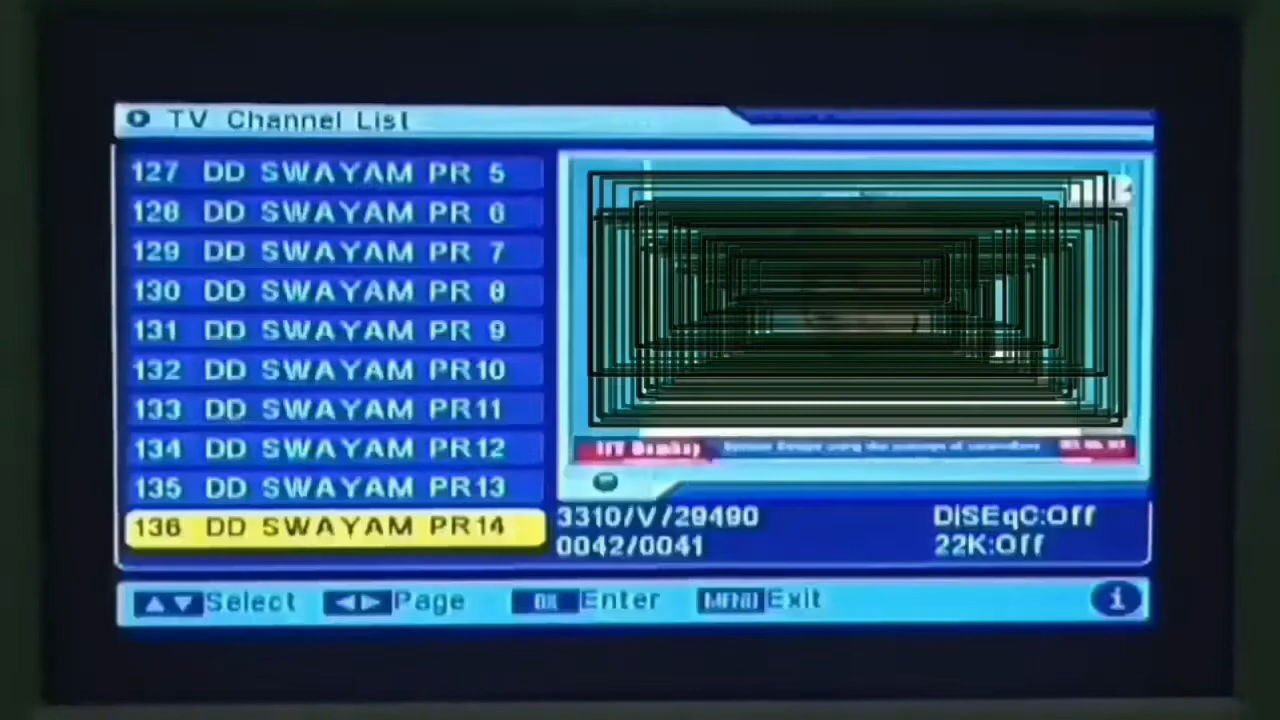 TV Channel List
127 DD SWAYAM PR 5
128 DD SWAYAM PR 6
129 DD SWAYAM PR 7
130 DD SWAYAM PR 8
131 DD SWAYAM PR 9
132 DD SWAYAM PR10
133 DD SWAYAM PR11
134 DD SWAYAM PR12
135 DD SWAYAM PR13
136 DD SWAYAM PR14
IIT Bombay
3310/V/29490 DISEqC:Off
0042/0041 22K:Off
Select Page OK Enter MENU Exit